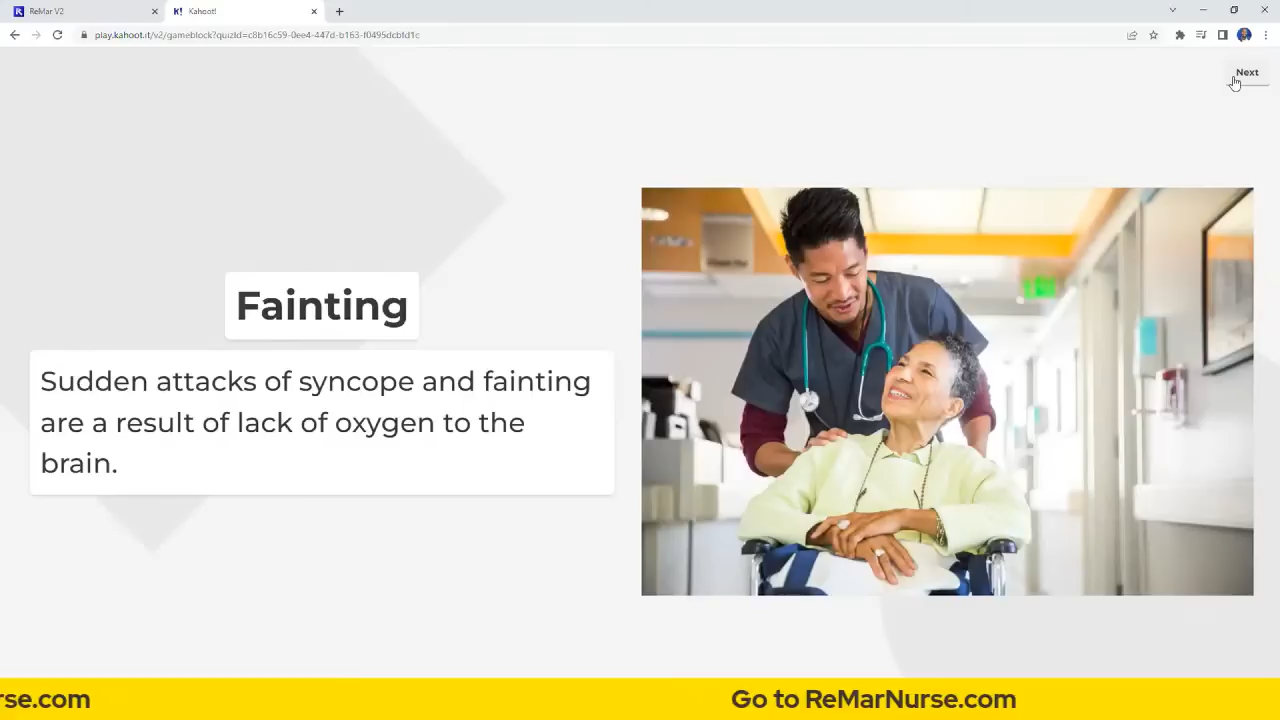 ReMar V2
K! Kahoot!
play.kahoot.it/v2/gameblock?quizId=c8b16c59-0ee4-447d-b163-f0495dcbfd1c
Next
Fainting
Sudden attacks of syncope and fainting
are a result of lack of oxygen to the
brain.
rse.com
Go to ReMarNurse.com